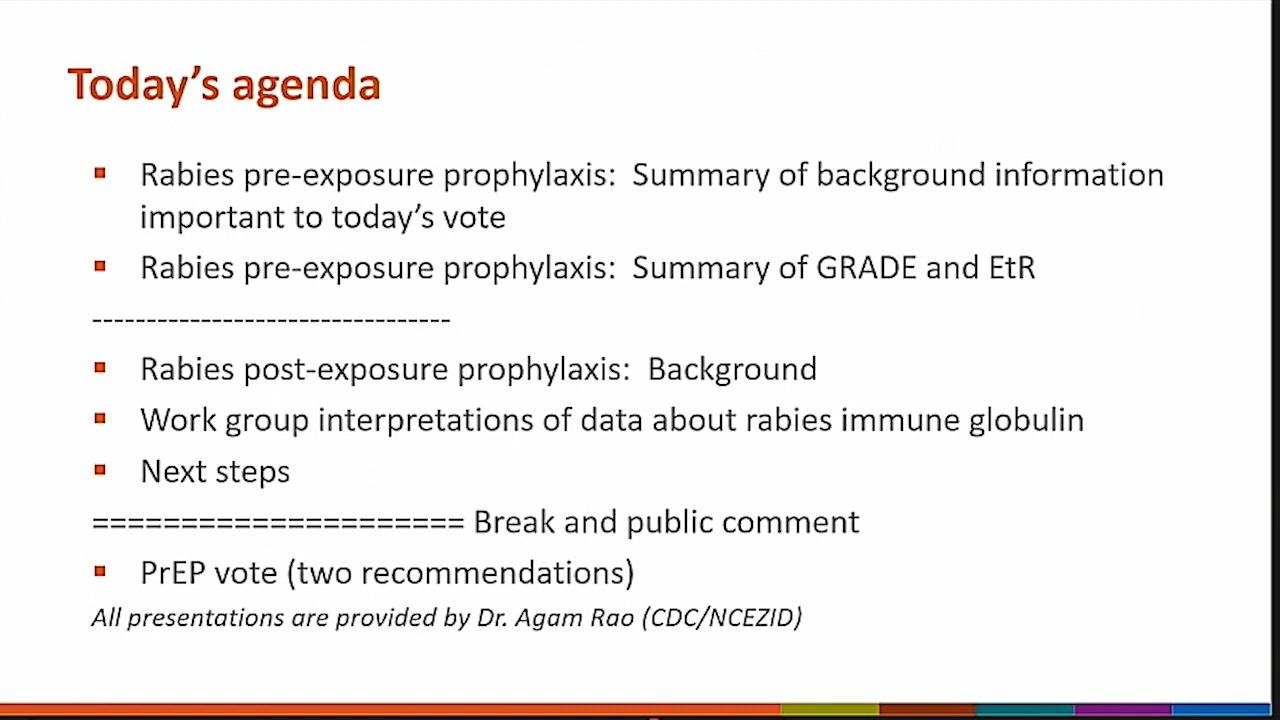 Today’s agenda
▪ Rabies pre-exposure prophylaxis:  Summary of background information
important to today’s vote
▪ Rabies pre-exposure prophylaxis:  Summary of GRADE and EtR
---------------------------------
▪ Rabies post-exposure prophylaxis:  Background
▪ Work group interpretations of data about rabies immune globulin
▪ Next steps
===================== Break and public comment
▪ PrEP vote (two recommendations)
All presentations are provided by Dr. Agam Rao (CDC/NCEZID)